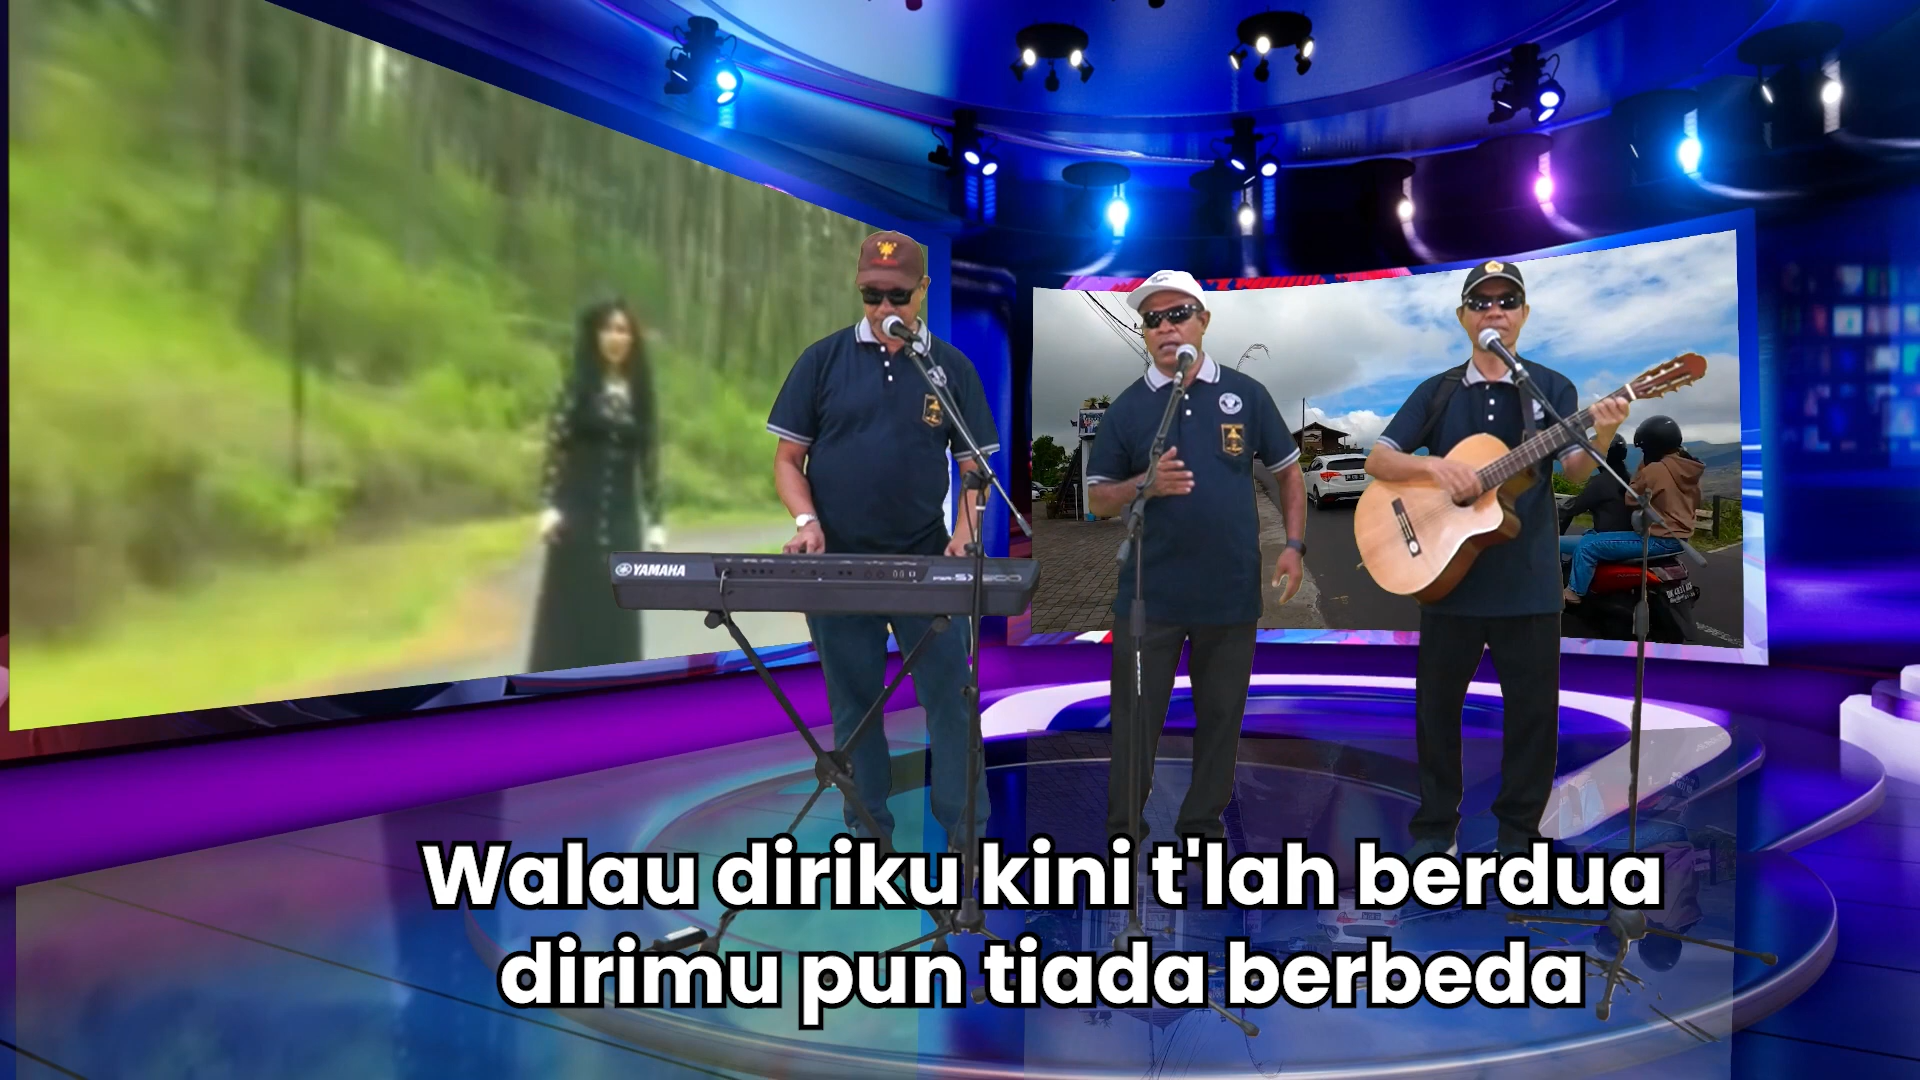 YAMAHA
Walau diriku kini t'lah berdua
dirimu pun tiada berbeda